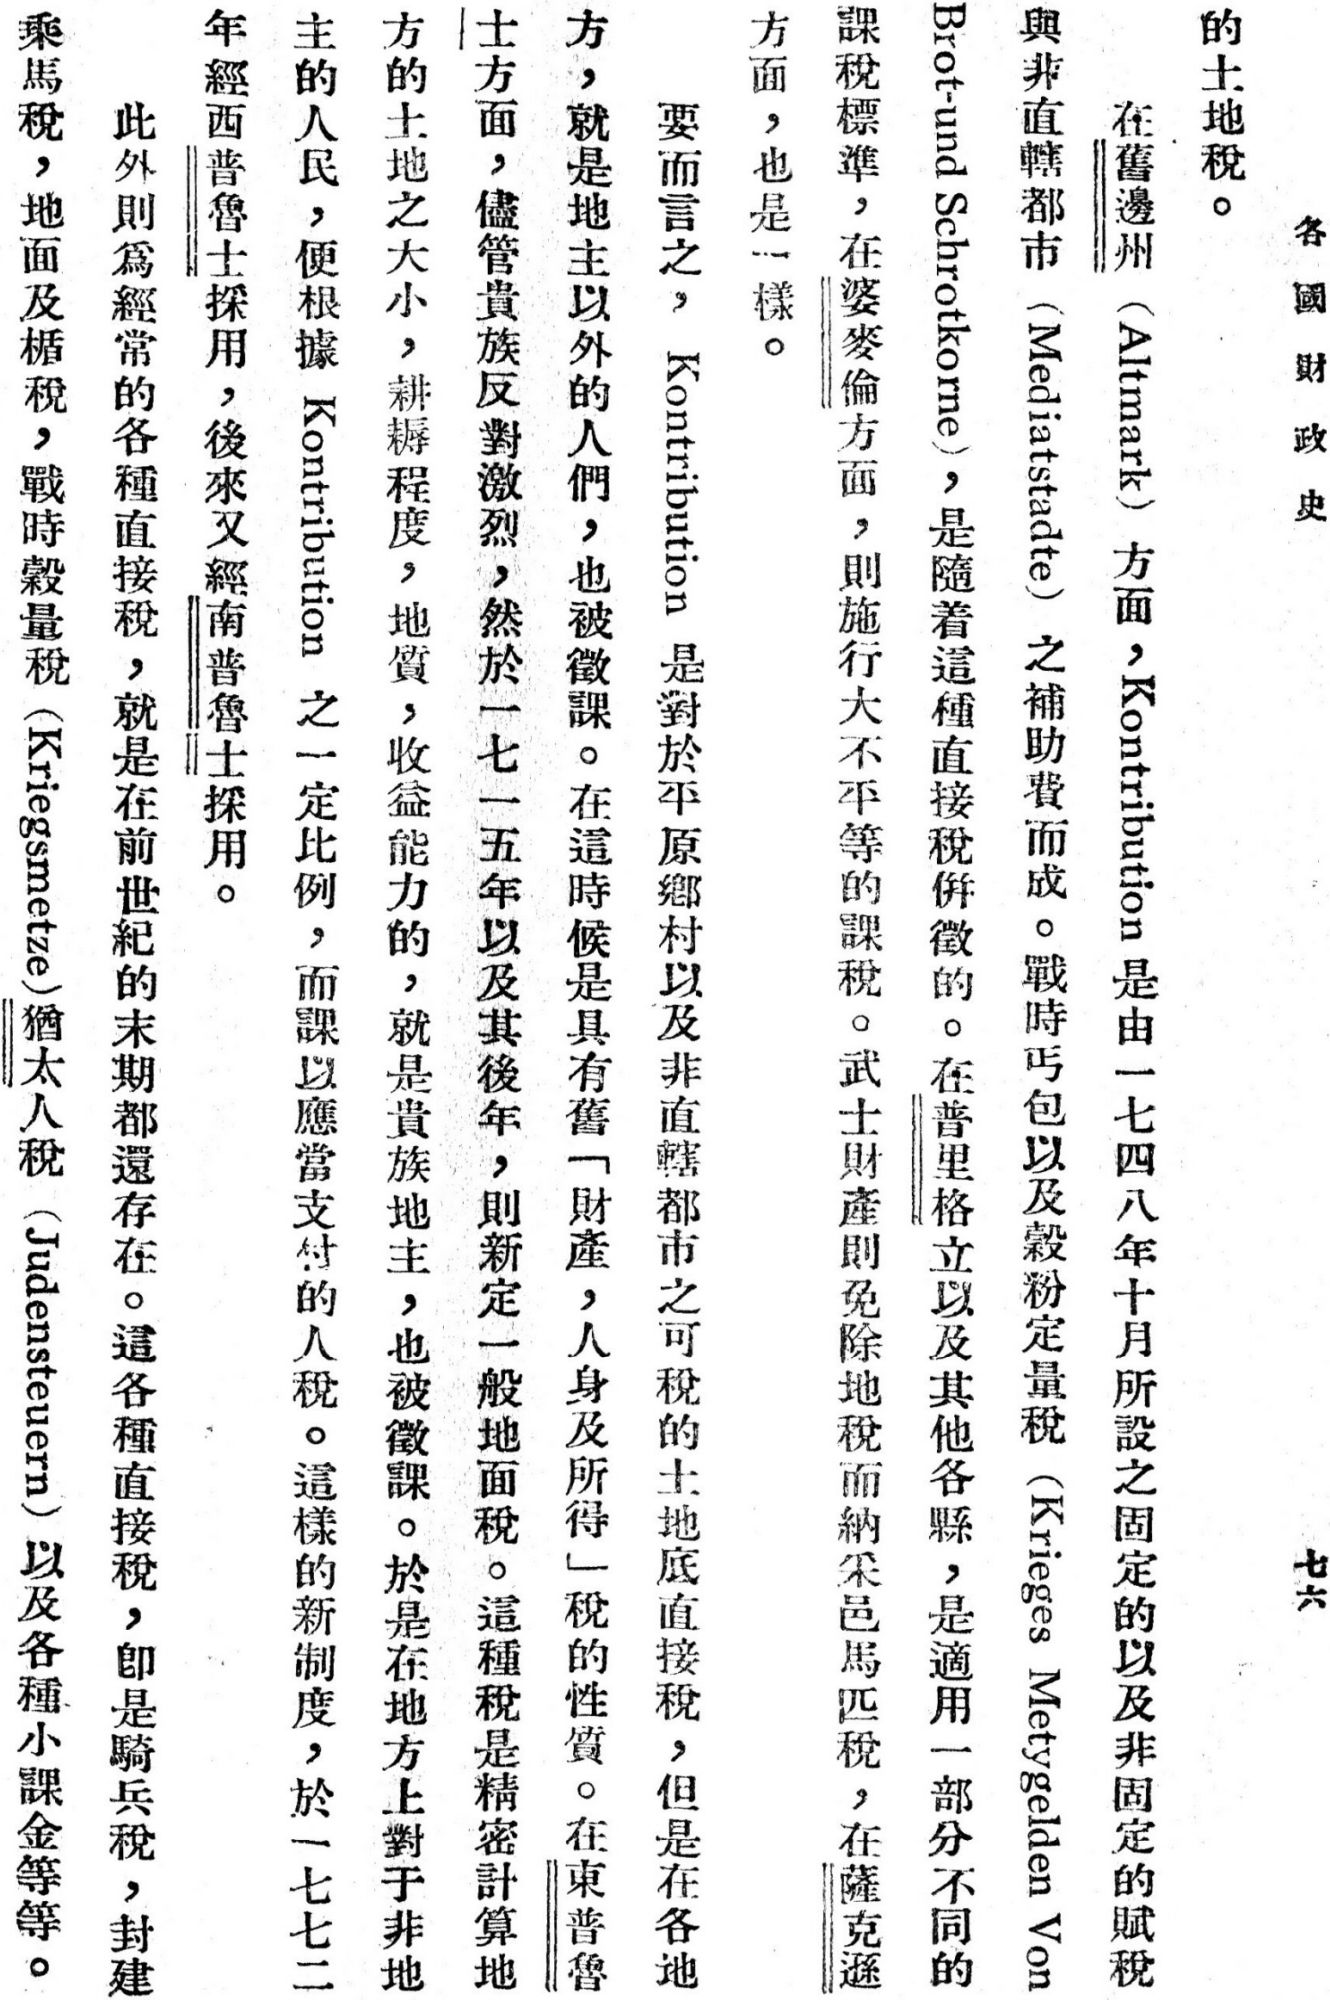 各國財政史
七六
的土地稅。
在舊邊州（Altmark）方面，Kontribution 是由一七四八年十月所設之固定的以及非固定的賦稅
與非直轄都市（Mediatstadte）之補助費而成。戰時丐包以及穀粉定量稅（Krieges Metygelden Von
Brot-und Schrotkorne），是隨着這種直接稅倂徵的。在普里格立以及其他各縣，是適用一部分不同的
課稅標準，在婆麥倫方面，則施行大不平等的課稅。武士財產則免除地稅而納采邑馬匹稅，在薩克遜
方面，也是一樣。
要而言之，Kontribution 是對於平原鄉村以及非直轄都市之可稅的土地底直接稅，但是在各地
方，就是地主以外的人們，也被徵課。在這時候是具有舊「財產，人身及所得」稅的性質。在東普魯
士方面，儘管貴族反對激烈，然於一七一五年以及其後年，則新定一般地面稅。這種稅是精密計算地
方的土地之大小，耕耨程度，地質，收益能力的，就是貴族地主，也被徵課。於是在地方上對于非地
主的人民，便根據 Kontribution 之一定比例，而課以應當支付的人稅。這樣的新制度，於一七七二
年經西普魯士採用，後來又經南普魯士採用。
此外則爲經常的各種直接稅，就是在前世紀的末期都還存在。這各種直接稅，卽是騎兵稅，封建
乘馬稅，地面及楯稅，戰時穀量稅（Kriegsmetze）猶太人稅（Judensteuern）以及各種小課金等等。